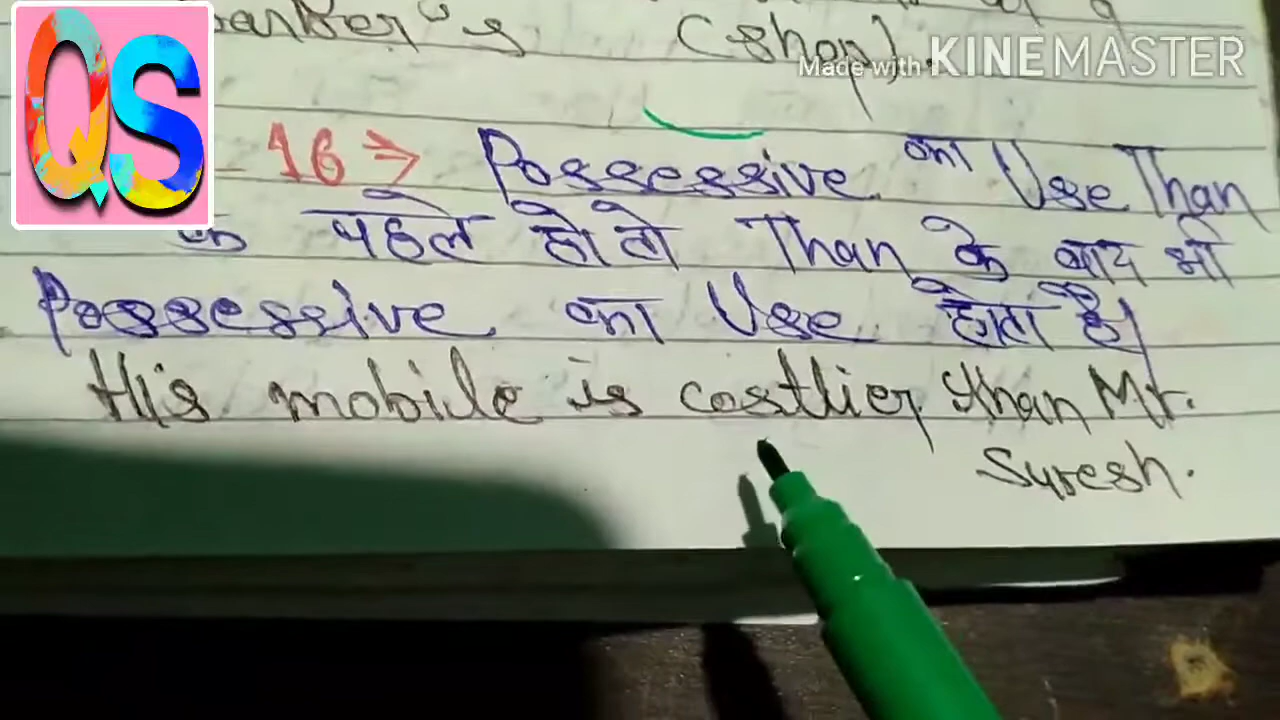 (shop).
Made with KINEMASTER
QS
16 ⇒ Possessive का Use Than
के पहले हो तो Than के बाद भी
Possessive का Use होता है।
His mobile is costlier than Mr.
Suresh.